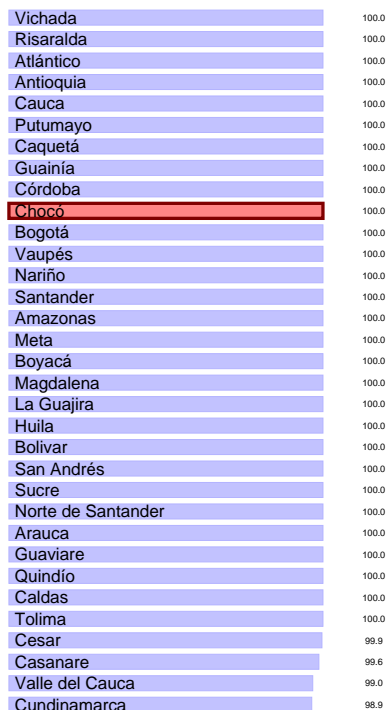 Vichada 100.0
Risaralda 100.0
Atlántico 100.0
Antioquia 100.0
Cauca 100.0
Putumayo 100.0
Caquetá 100.0
Guainía 100.0
Córdoba 100.0
Chocó 100.0
Bogotá 100.0
Vaupés 100.0
Nariño 100.0
Santander 100.0
Amazonas 100.0
Meta 100.0
Boyacá 100.0
Magdalena 100.0
La Guajira 100.0
Huila 100.0
Bolivar 100.0
San Andrés 100.0
Sucre 100.0
Norte de Santander 100.0
Arauca 100.0
Guaviare 100.0
Quindío 100.0
Caldas 100.0
Tolima 100.0
Cesar 99.9
Casanare 99.6
Valle del Cauca 99.0
Cundinamarca 98.9